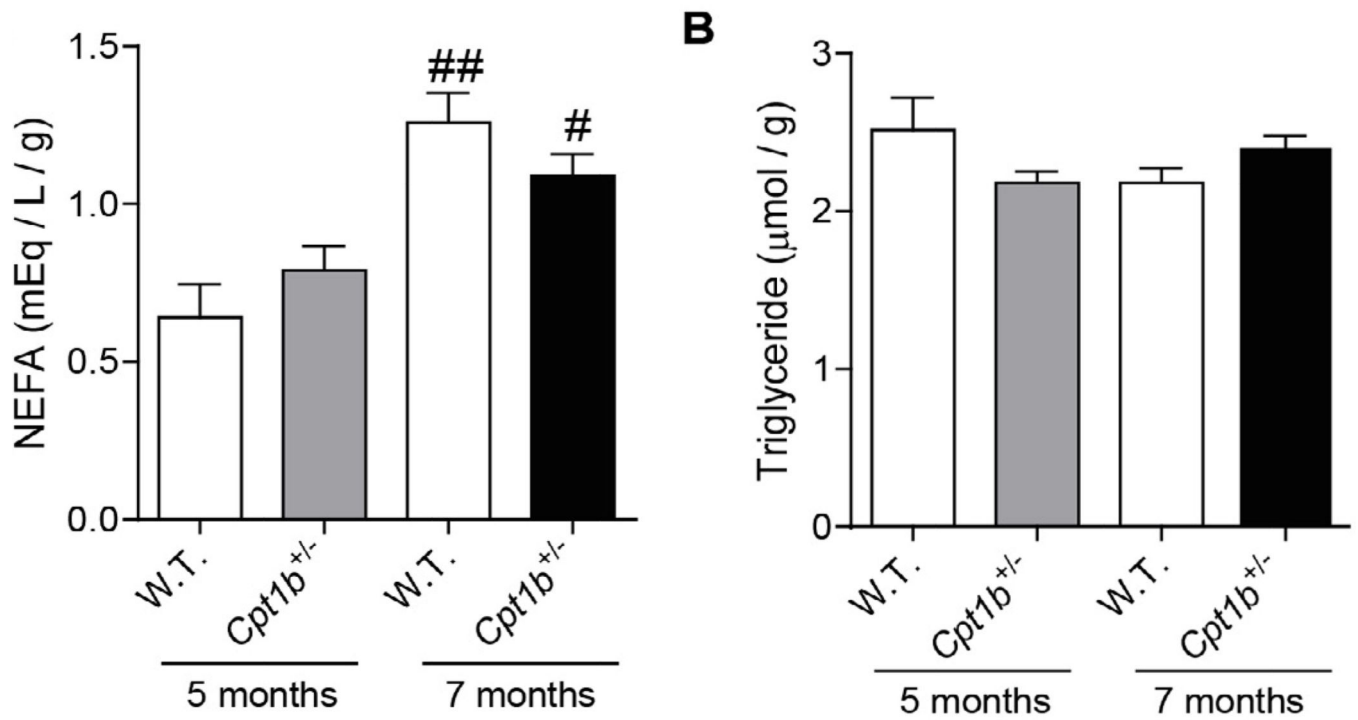 NEFA (mEq / L / g)
1.5
1.0
0.5
0.0
##
#
W.T.
Cpt1b+/-
W.T.
Cpt1b+/-
5 months
7 months
B
Triglyceride (μmol / g)
3
2
1
0
W.T.
Cpt1b+/-
W.T.
Cpt1b+/-
5 months
7 months